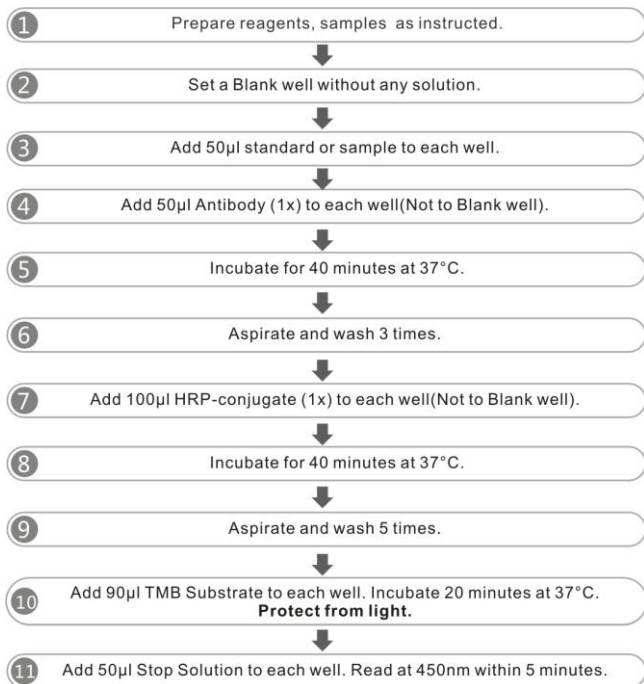 1 Prepare reagents, samples as instructed.
2 Set a Blank well without any solution.
3 Add 50μl standard or sample to each well.
4 Add 50μl Antibody (1x) to each well(Not to Blank well).
5 Incubate for 40 minutes at 37°C.
6 Aspirate and wash 3 times.
7 Add 100μl HRP-conjugate (1x) to each well(Not to Blank well).
8 Incubate for 40 minutes at 37°C.
9 Aspirate and wash 5 times.
10 Add 90μl TMB Substrate to each well. Incubate 20 minutes at 37°C.
Protect from light.
11 Add 50μl Stop Solution to each well. Read at 450nm within 5 minutes.